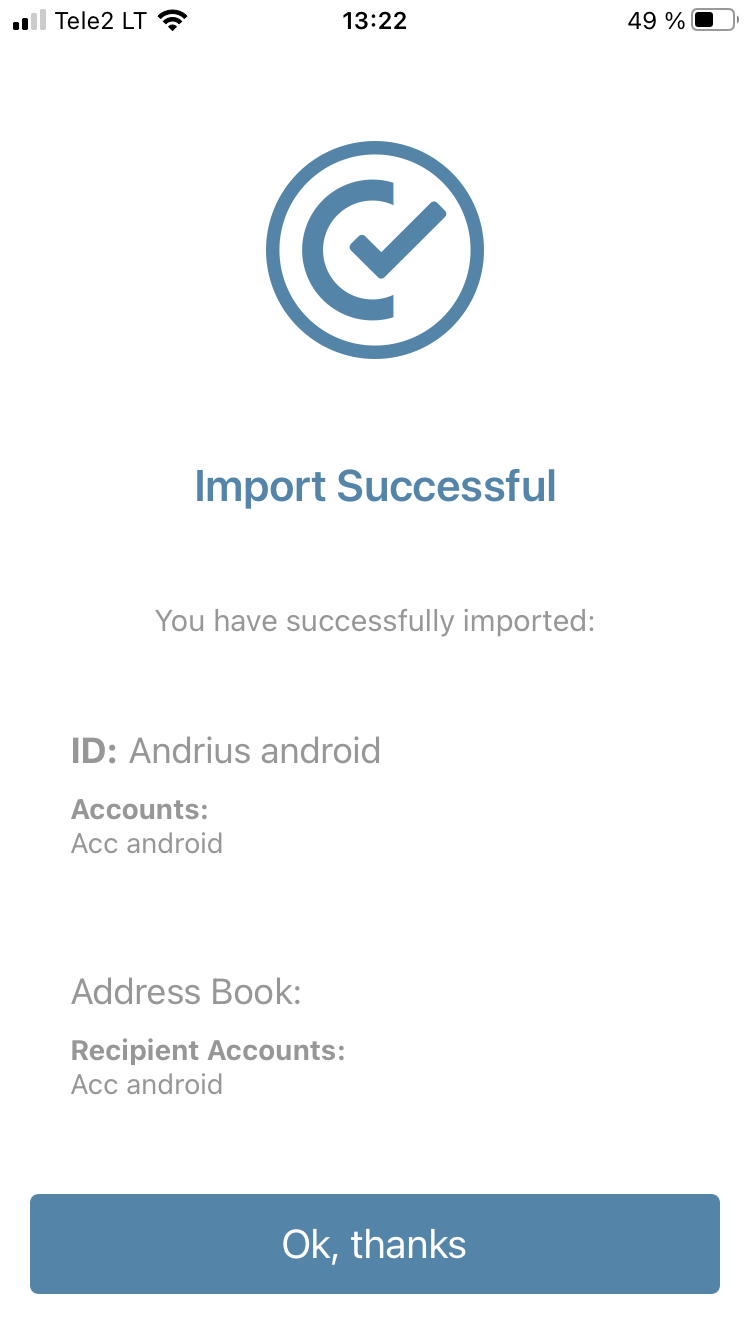 Tele2 LT 13:22 49 %
Import Successful
You have successfully imported:
ID: Andrius android
Accounts:
Acc android
Address Book:
Recipient Accounts:
Acc android
Ok, thanks